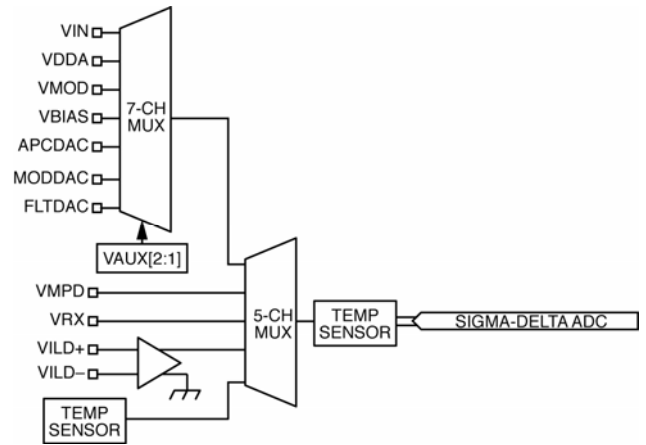 VIN
VDDA
VMOD
VBIAS
APCDAC
MODDAC
FLTDAC
7-CH
MUX
VAUX[2:1]
VMPD
VRX
VILD+
VILD–
TEMP
SENSOR
5-CH
MUX
TEMP
SENSOR
SIGMA-DELTA ADC